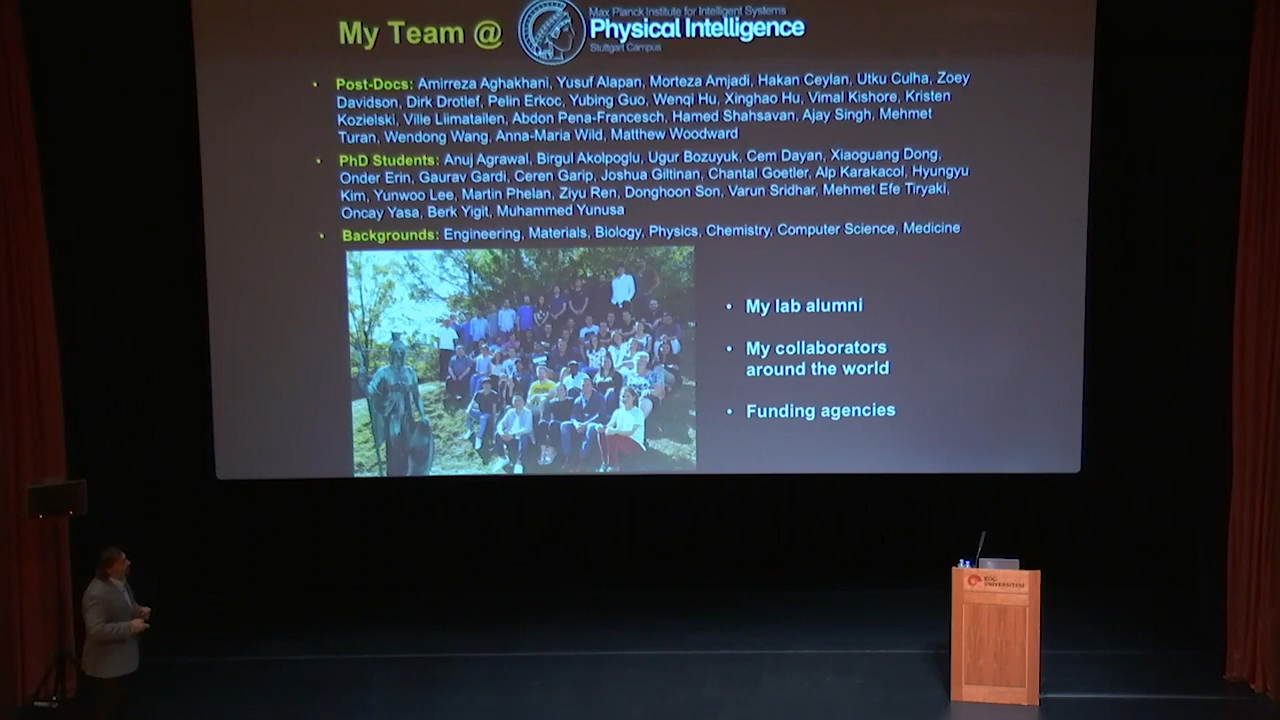 My Team @
Max Planck Institute for Intelligent Systems
Physical Intelligence
Stuttgart Campus
• Post-Docs: Amirreza Aghakhani, Yusuf Alapan, Morteza Amjadi, Hakan Ceylan, Utku Culha, Zoey
Davidson, Dirk Drotlef, Pelin Erkoc, Yubing Guo, Wenqi Hu, Xinghao Hu, Vimal Kishore, Kristen
Kozielski, Ville Liimatailen, Abdon Pena-Francesch, Hamed Shahsavan, Ajay Singh, Mehmet
Turan, Wendong Wang, Anna-Maria Wild, Matthew Woodward
• PhD Students: Anuj Agrawal, Birgul Akolpoglu, Ugur Bozuyuk, Cem Dayan, Xiaoguang Dong,
Onder Erin, Gaurav Gardi, Ceren Garip, Joshua Giltinan, Chantal Goetler, Alp Karakacol, Hyungyu
Kim, Yunwoo Lee, Martin Phelan, Ziyu Ren, Donghoon Son, Varun Sridhar, Mehmet Efe Tiryaki,
Oncay Yasa, Berk Yigit, Muhammed Yunusa
• Backgrounds: Engineering, Materials, Biology, Physics, Chemistry, Computer Science, Medicine
• My lab alumni
• My collaborators
around the world
• Funding agencies
KOÇ
ÜNİVERSİTESİ